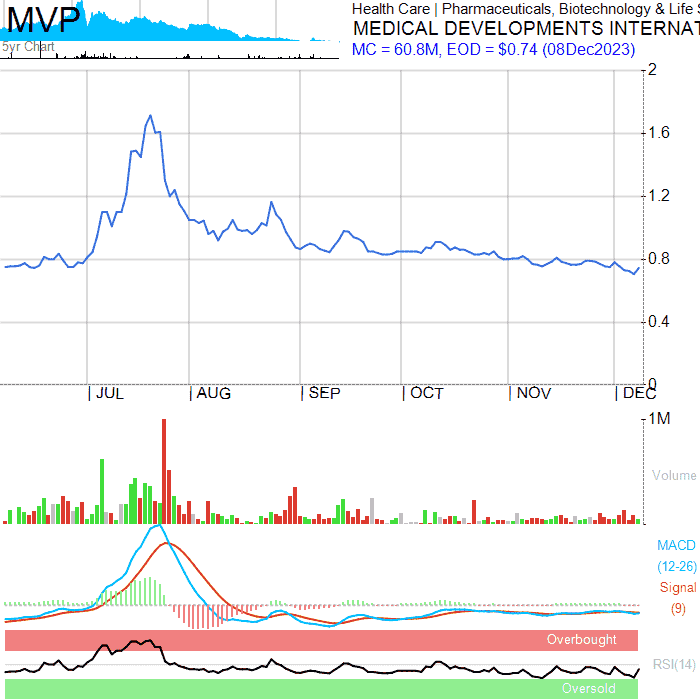 MVP
Health Care | Pharmaceuticals, Biotechnology & Life S
MEDICAL DEVELOPMENTS INTERNAT
5yr Chart
MC = 60.8M, EOD = $0.74 (08Dec2023)
2
1.6
1.2
0.8
0.4
0
JUL AUG SEP OCT NOV DEC
1M
Volume
MACD
(12-26)
Signal
(9)
Overbought
RSI(14)
Oversold